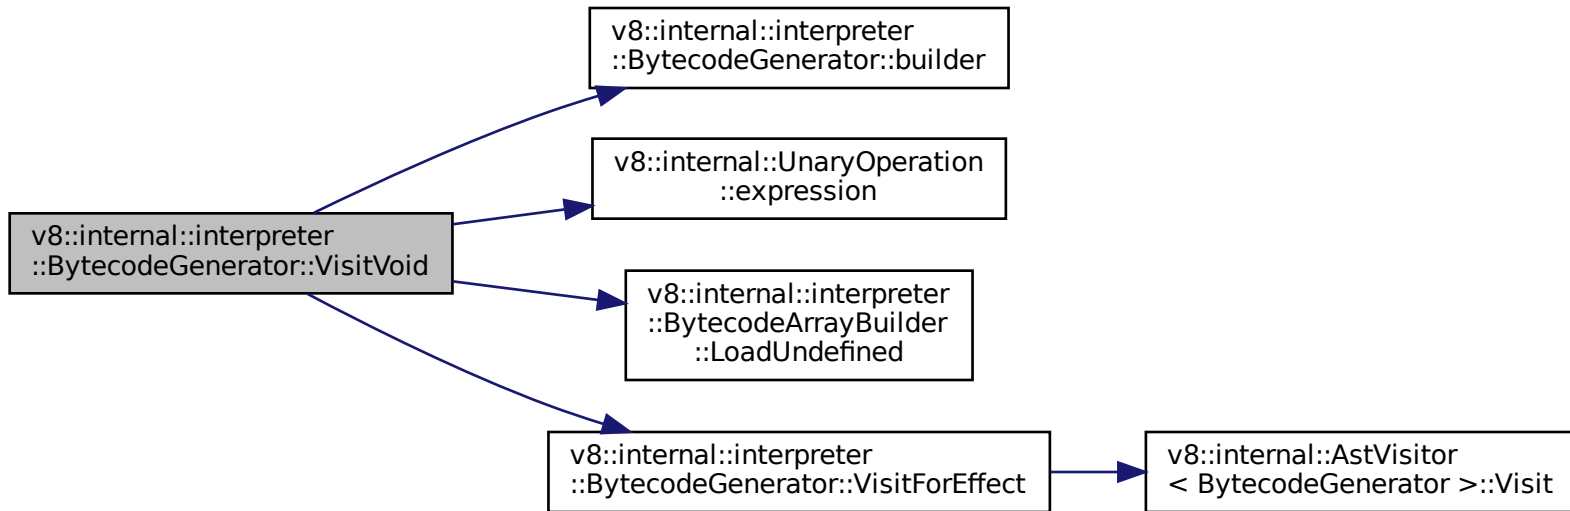 v8::internal::interpreter
::BytecodeGenerator::builder
v8::internal::UnaryOperation
::expression
v8::internal::interpreter
::BytecodeGenerator::VisitVoid
v8::internal::interpreter
::BytecodeArrayBuilder
::LoadUndefined
v8::internal::interpreter
::BytecodeGenerator::VisitForEffect
v8::internal::AstVisitor
< BytecodeGenerator >::Visit